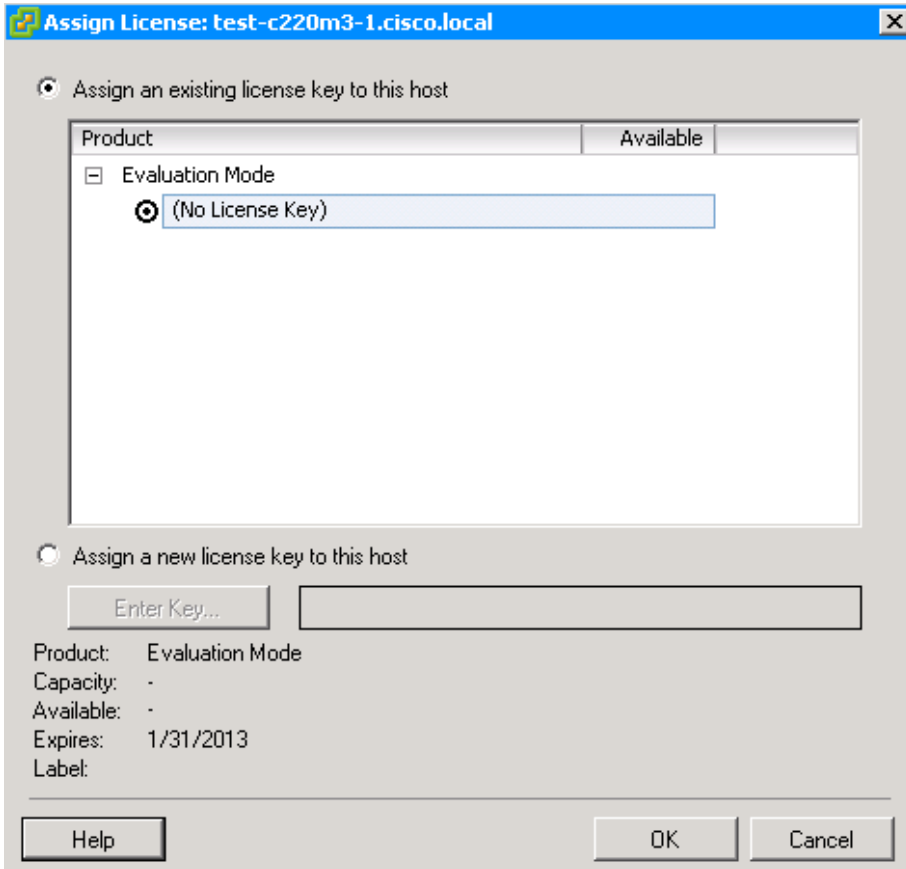 Assign License: test-c220m3-1.cisco.local
Assign an existing license key to this host
Product Available
Evaluation Mode
(No License Key)
Assign a new license key to this host
Enter Key...
Product: Evaluation Mode
Capacity: -
Available: -
Expires: 1/31/2013
Label:
Help OK Cancel